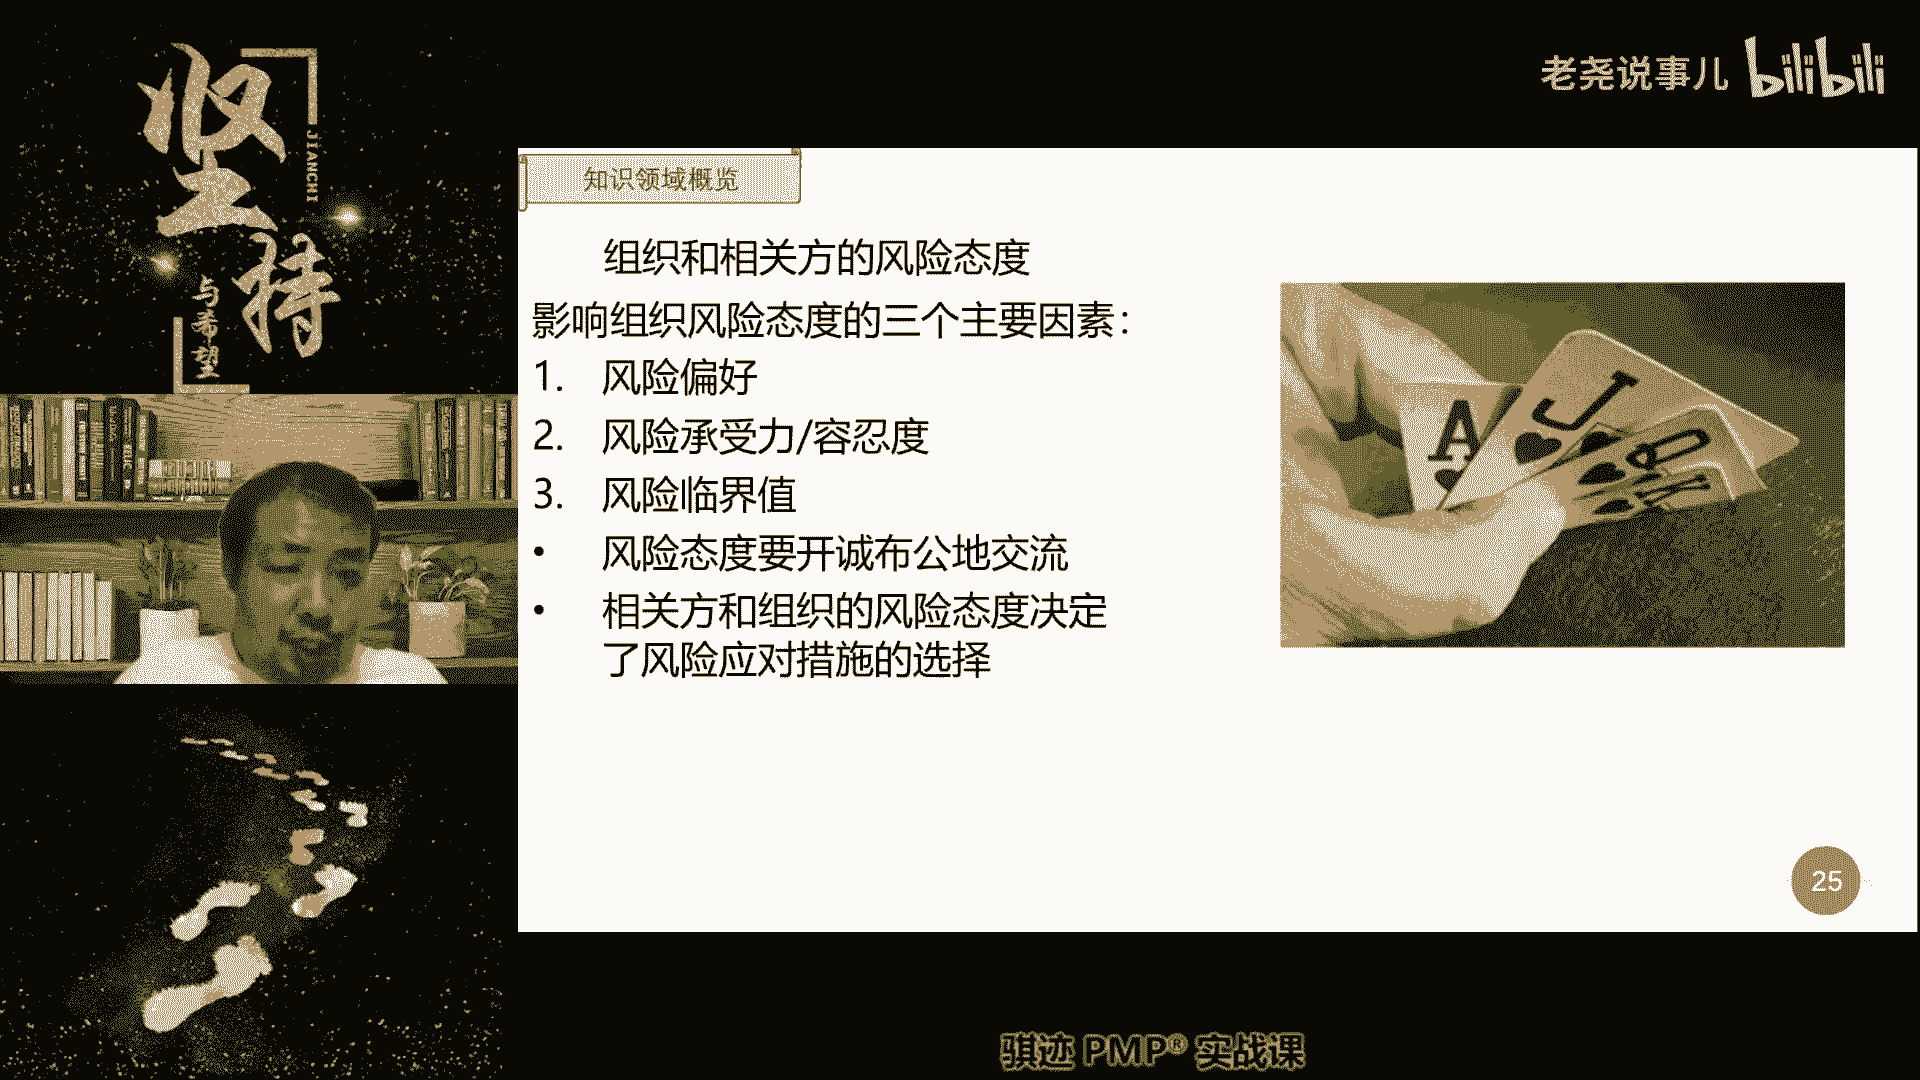 坚持
JIANCHI
与希望
老尧说事儿 bilibili
知识领域概览
组织和相关方的风险态度
影响组织风险态度的三个主要因素：
1. 风险偏好
2. 风险承受力/容忍度
3. 风险临界值
• 风险态度要开诚布公地交流
• 相关方和组织的风险态度决定
了风险应对措施的选择
A
J
Q
K
25
骐迹 PMP® 实战课